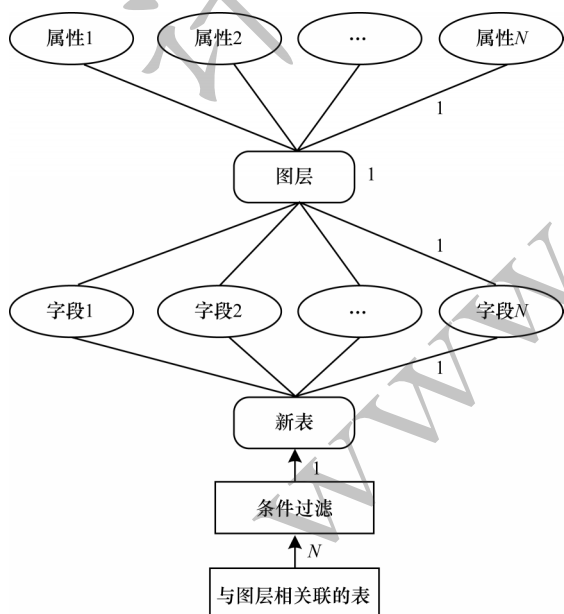 属性1 属性2 … 属性N
1
图层 1
1
字段1 字段2 … 字段N
1
新表
1
条件过滤
N
与图层相关联的表
www